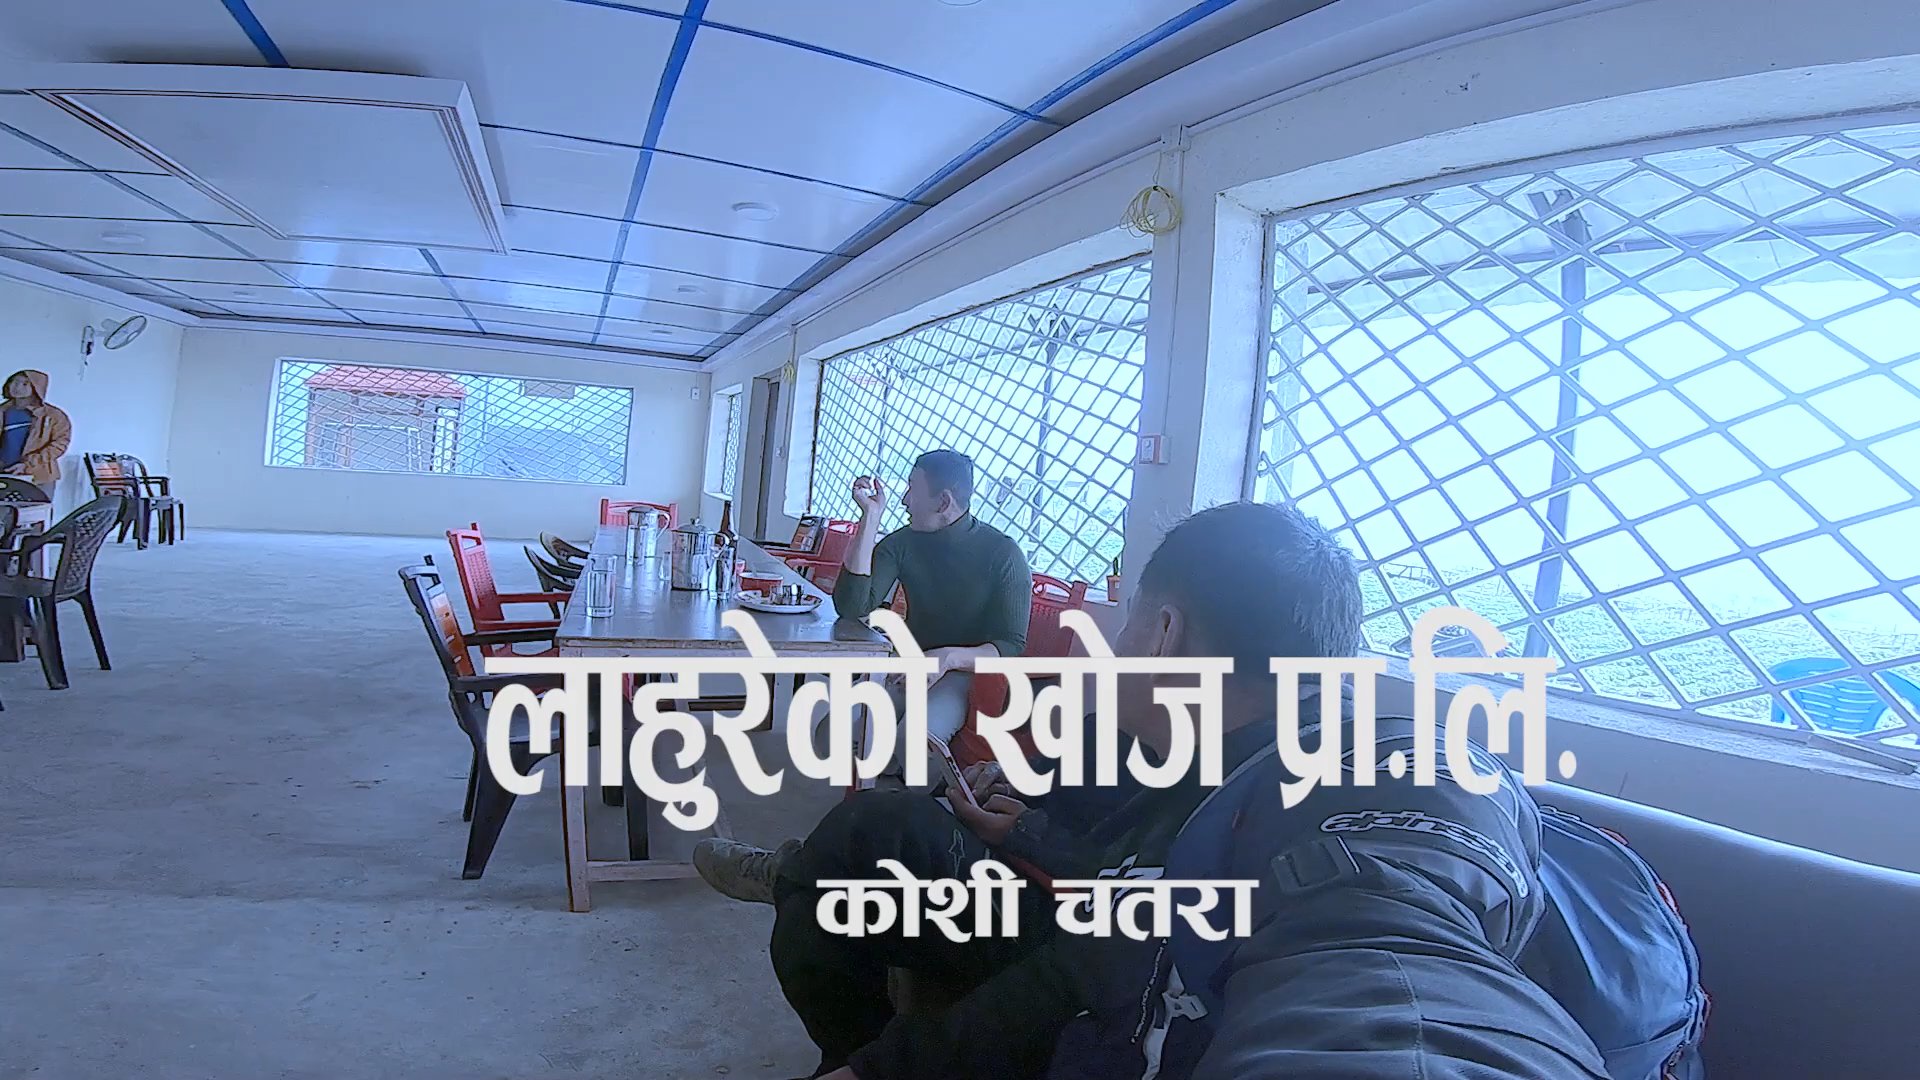 लाहुरेको खोज प्रा.लि.
कोशी चतरा